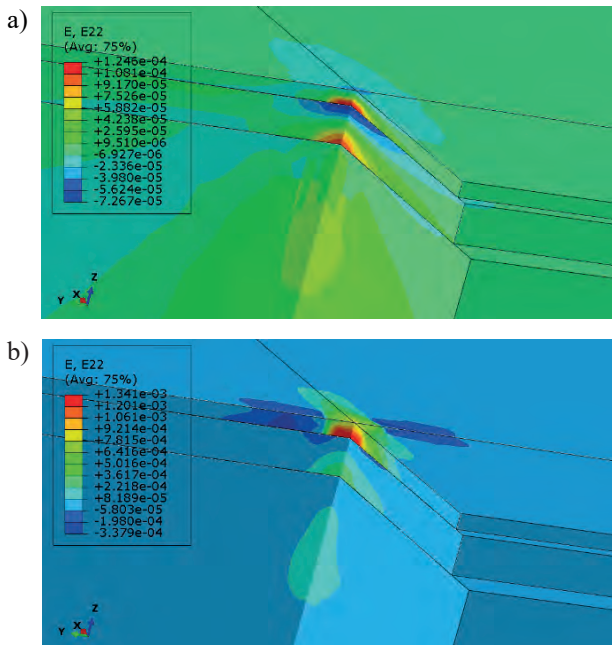 a)
E, E22
(Avg: 75%)
+1.246e-04
+1.081e-04
+9.170e-05
+7.526e-05
+5.882e-05
+4.238e-05
+2.595e-05
+9.510e-06
-6.927e-06
-2.336e-05
-3.980e-05
-5.624e-05
-7.267e-05
Z
Y X
b)
E, E22
(Avg: 75%)
+1.341e-03
+1.201e-03
+1.061e-03
+9.214e-04
+7.815e-04
+6.416e-04
+5.016e-04
+3.617e-04
+2.218e-04
+8.189e-05
-5.803e-05
-1.980e-04
-3.379e-04
Z
Y X